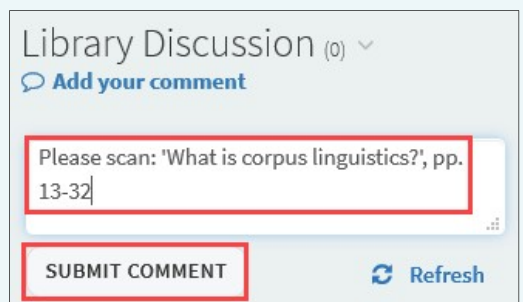 Library Discussion (0)
Add your comment
Please scan: 'What is corpus linguistics?', pp.
13-32
SUBMIT COMMENT
Refresh